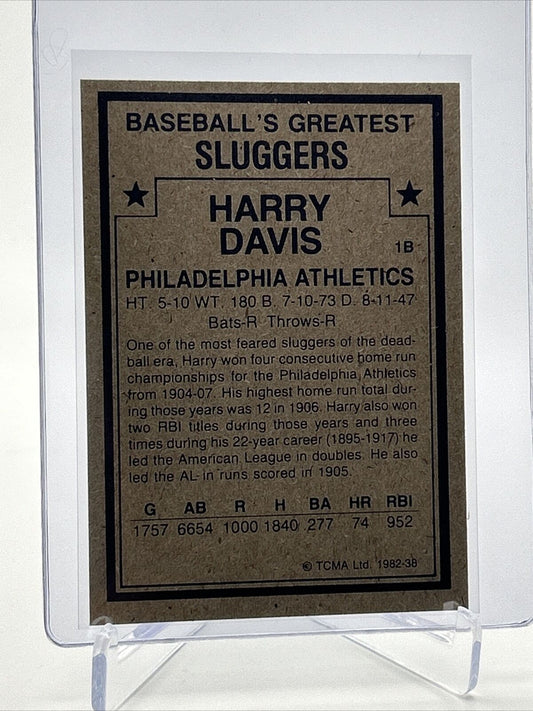 BASEBALL'S GREATEST
SLUGGERS
HARRY
DAVIS
1B
PHILADELPHIA ATHLETICS
HT. 5-10 WT. 180 B. 7-10-73 D. 8-11-47
Bats-R Throws-R
One of the most feared sluggers of the dead-
ball era, Harry won four consecutive home run
championships for the Philadelphia Athletics
from 1904-07. His highest home run total dur-
ing those years was 12 in 1906. Harry also won
two RBI titles during those years and three
times during his 22-year career (1895-1917) he
led the American League in doubles. He also
led the AL in runs scored in 1905.
G AB R H BA HR RBI
1757 6654 1000 1840 .277 74 952
© TCMA Ltd. 1982-38